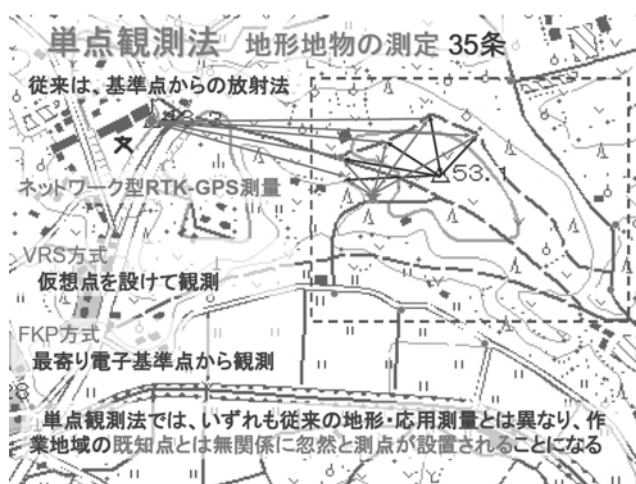 単点観測法 地形地物の測定 35条
従来は、基準点からの放射法
53.1
ネットワーク型RTK-GPS測量
VRS方式
仮想点を設けて観測
FKP方式
最寄り電子基準点から観測
単点観測法では、いずれも従来の地形・応用測量とは異なり、作
業地域の既知点とは無関係に忽然と測点が設置されることになる